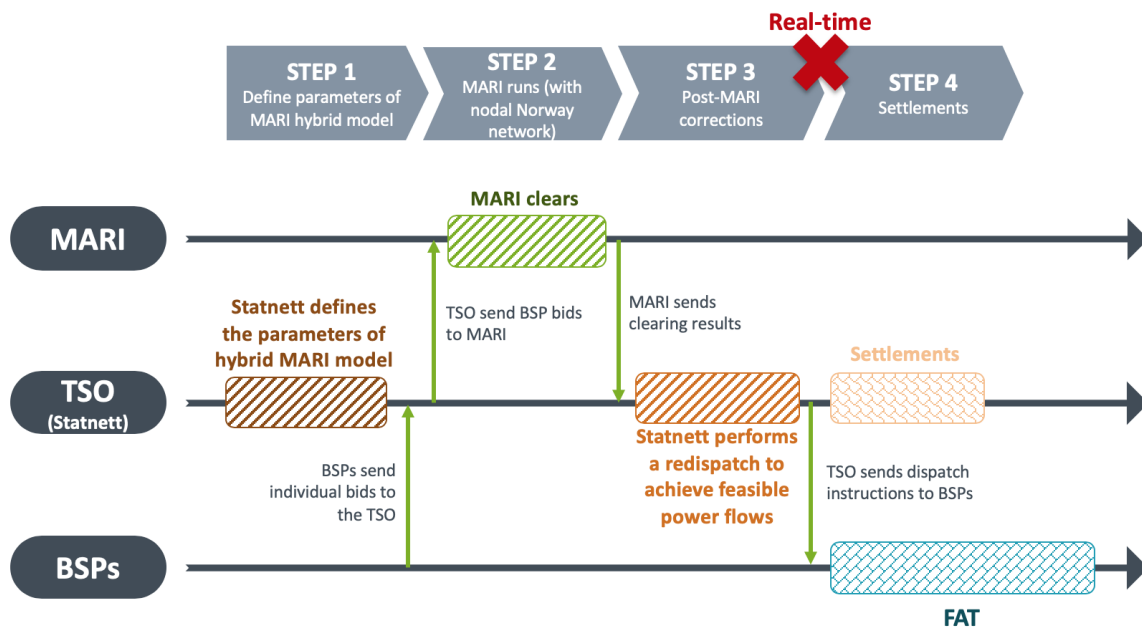 Real-time
STEP 1
Define parameters of
MARI hybrid model
STEP 2
MARI runs (with
nodal Norway
network)
STEP 3
Post-MARI
corrections
STEP 4
Settlements
MARI clears
MARI
TSO send BSP bids
to MARI
MARI sends
clearing results
Statnett defines
the parameters of
hybrid MARI model
Settlements
TSO
(Statnett)
BSPs send
individual bids to
the TSO
Statnett performs
a redispatch to
achieve feasible
power flows
TSO sends dispatch
instructions to BSPs
BSPs
FAT